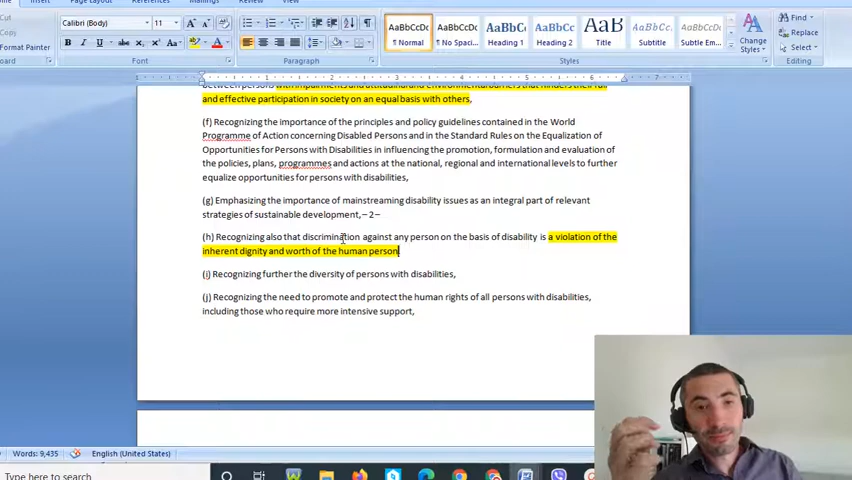 Home Insert Page Layout References Mailings Review View
Cut
Copy
Format Painter
Calibri (Body) 11
B I U abc
Font
Paragraph
AaBbCcDc AaBbCcDc AaBbC AaBbCc AaB AaBbCcL AaBbCcDc
¶ Normal ¶ No Spaci... Heading 1 Heading 2 Title Subtitle Subtle Em...
Styles
Change
Styles
Find
Replace
Select
Editing
between persons with impairments and attitudinal and environmental barriers that hinders their full
and effective participation in society on an equal basis with others,
(f) Recognizing the importance of the principles and policy guidelines contained in the World
Programme of Action concerning Disabled Persons and in the Standard Rules on the Equalization of
Opportunities for Persons with Disabilities in influencing the promotion, formulation and evaluation of
the policies, plans, programmes and actions at the national, regional and international levels to further
equalize opportunities for persons with disabilities,
(g) Emphasizing the importance of mainstreaming disability issues as an integral part of relevant
strategies of sustainable development, – 2 –
(h) Recognizing also that discrimination against any person on the basis of disability is a violation of the
inherent dignity and worth of the human person
(i) Recognizing further the diversity of persons with disabilities,
(j) Recognizing the need to promote and protect the human rights of all persons with disabilities,
including those who require more intensive support,
Words: 9,435 English (United States)
Type here to search